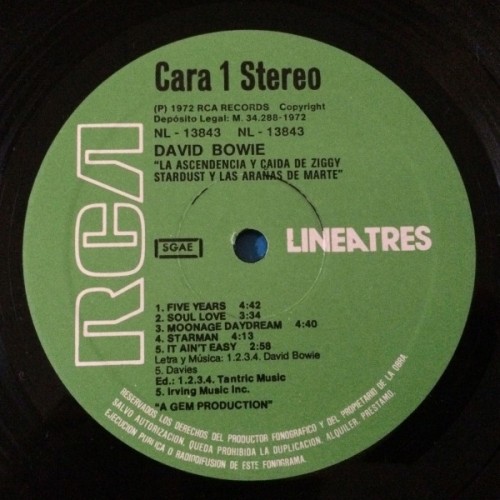 Cara 1 Stereo
(P) 1972 RCA RECORDS Copyright
Depósito Legal: M. 34.288-1972
NL - 13843 NL - 13843
DAVID BOWIE
"LA ASCENDENCIA Y CAIDA DE ZIGGY
STARDUST Y LAS ARAÑAS DE MARTE"
RCA
SGAE
LINEATRES
1. FIVE YEARS 4:42
2. SOUL LOVE 3:34
3. MOONAGE DAYDREAM 4:40
4. STARMAN 4:13
5. IT AIN'T EASY 2:58
Letra y Música: 1.2.3.4. David Bowie
5. Davies
Ed.: 1.2.3.4. Tantric Music
5. Irving Music Inc.
"A GEM PRODUCTION"
RESERVADOS LOS DERECHOS DEL PRODUCTOR FONOGRAFICO Y DEL PROPIETARIO DE LA OBRA.
SALVO AUTORIZACION, QUEDA PROHIBIDA LA DUPLICACION, ALQUILER, PRESTAMO,
EJECUCION PUBLICA O RADIODIFUSION DE ESTE FONOGRAMA.